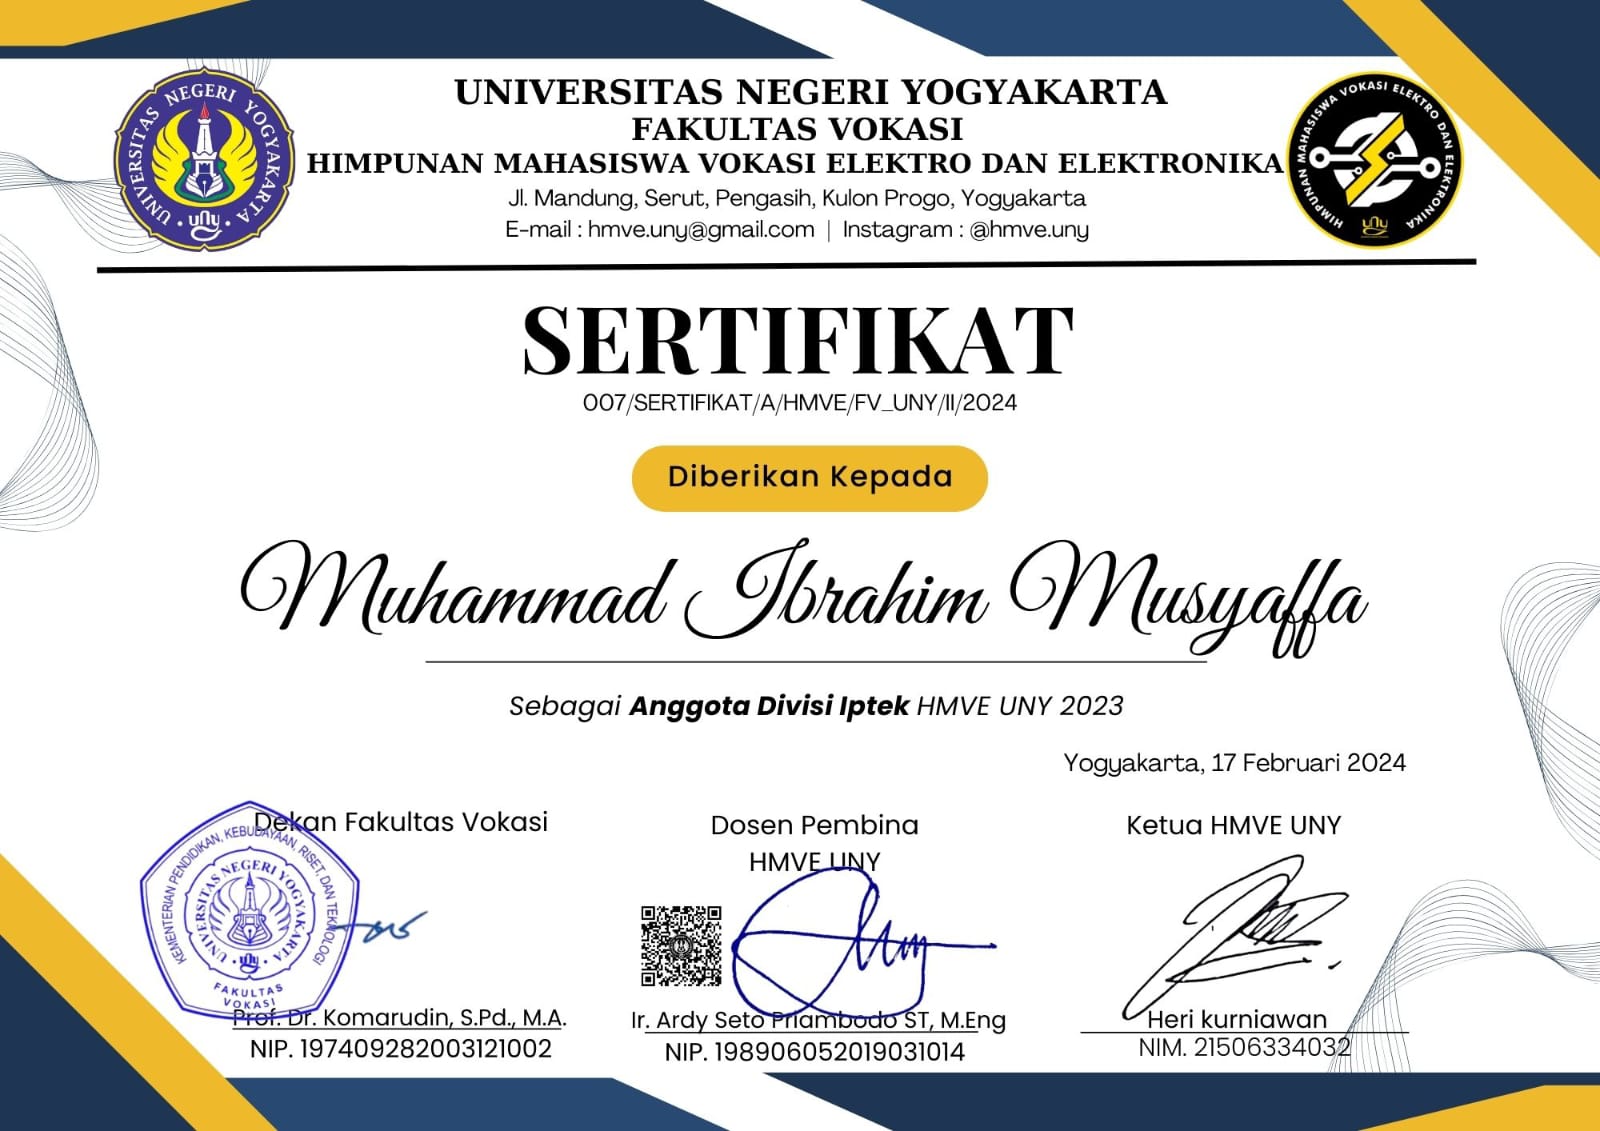 UNIVERSITAS NEGERI YOGYAKARTA
FAKULTAS VOKASI
HIMPUNAN MAHASISWA VOKASI ELEKTRO DAN ELEKTRONIKA
Jl. Mandung, Serut, Pengasih, Kulon Progo, Yogyakarta
E-mail : hmve.uny@gmail.com | Instagram : @hmve.uny
UNIVERSITAS NEGERI YOGYAKARTA
uny
HIMPUNAN MAHASISWA VOKASI ELEKTRO DAN ELEKTRONIKA
uny
SERTIFIKAT
007/SERTIFIKAT/A/HMVE/FV_UNY/II/2024
Diberikan Kepada
Muhammad Ibrahim Musyaffa
Sebagai Anggota Divisi Iptek HMVE UNY 2023
Yogyakarta, 17 Februari 2024
Dekan Fakultas Vokasi
KEMENTERIAN PENDIDIKAN, KEBUDAYAAN, RISET, DAN TEKNOLOGI
UNIVERSITAS NEGERI YOGYAKARTA
uny
FAKULTAS
VOKASI
Prof. Dr. Komarudin, S.Pd., M.A.
NIP. 197409282003121002
Dosen Pembina
HMVE UNY
Ir. Ardy Seto Priambodo ST, M.Eng
NIP. 198906052019031014
Ketua HMVE UNY
Heri kurniawan
NIM. 21506334032